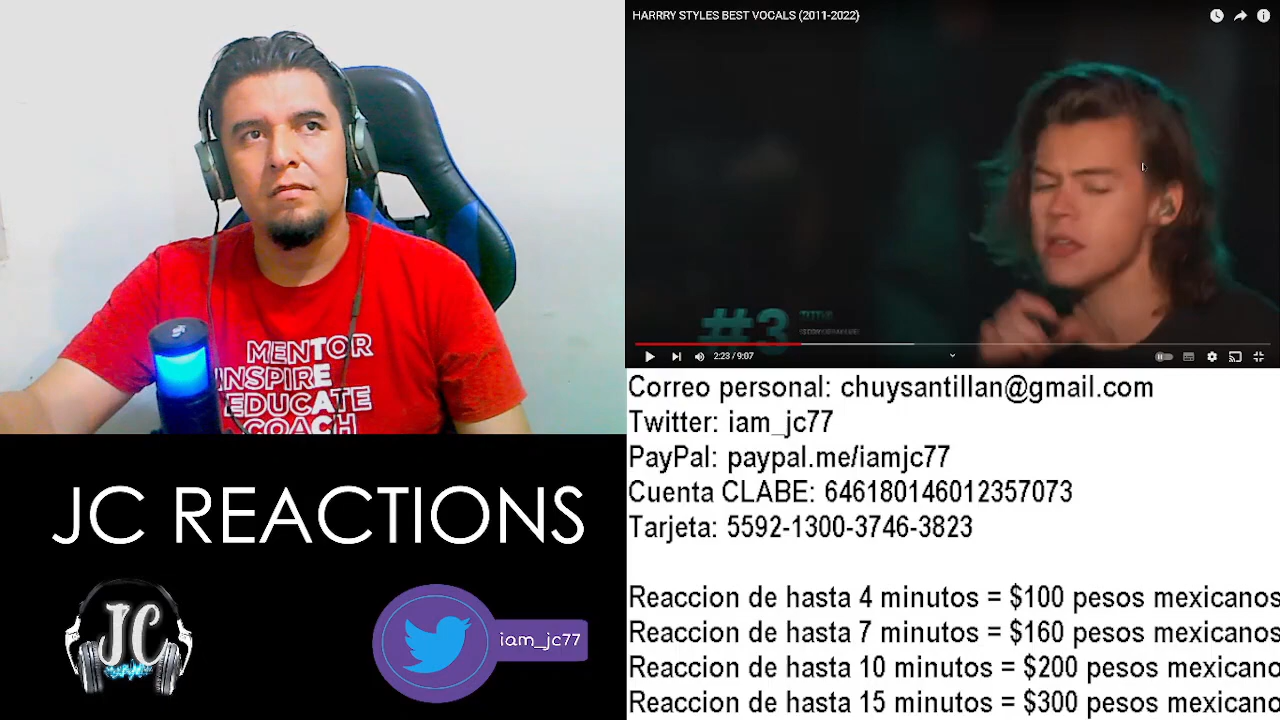 HARRRY STYLES BEST VOCALS (2011-2022)
#3
2:23 / 9:07
MENTOR
INSPIRE
EDUCATE
COACH
Correo personal: chuysantillan@gmail.com
Twitter: iam_jc77
PayPal: paypal.me/iamjc77
Cuenta CLABE: 646180146012357073
Tarjeta: 5592-1300-3746-3823
Reaccion de hasta 4 minutos = $100 pesos mexicanos
Reaccion de hasta 7 minutos = $160 pesos mexicanos
Reaccion de hasta 10 minutos = $200 pesos mexicano
Reaccion de hasta 15 minutos = $300 pesos mexicano
JC REACTIONS
JC
iam_jc77